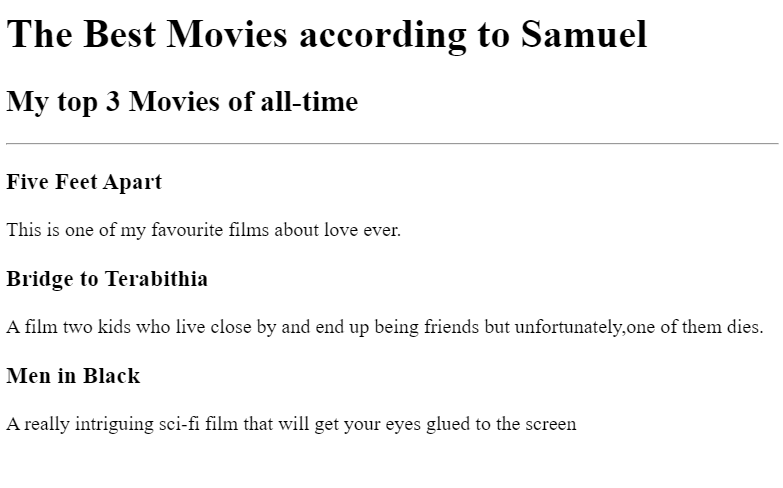 The Best Movies according to Samuel
My top 3 Movies of all-time
Five Feet Apart
This is one of my favourite films about love ever.
Bridge to Terabithia
A film two kids who live close by and end up being friends but unfortunately,one of them dies.
Men in Black
A really intriguing sci-fi film that will get your eyes glued to the screen